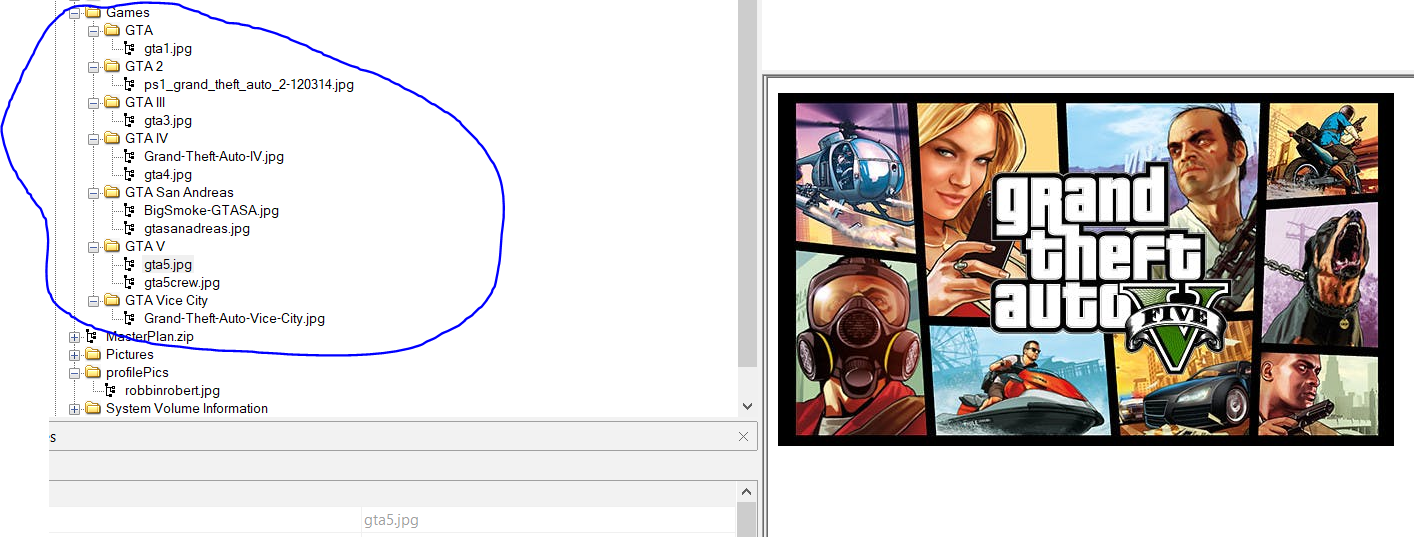 Games
GTA
gta1.jpg
GTA 2
ps1_grand_theft_auto_2-120314.jpg
GTA III
gta3.jpg
GTA IV
Grand-Theft-Auto-IV.jpg
gta4.jpg
GTA San Andreas
BigSmoke-GTASA.jpg
gtasanadreas.jpg
GTA V
gta5.jpg
gta5crew.jpg
GTA Vice City
Grand-Theft-Auto-Vice-City.jpg
MasterPlan.zip
Pictures
profilePics
robbinrobert.jpg
System Volume Information
s
gta5.jpg
grand
theft
auto V
FIVE